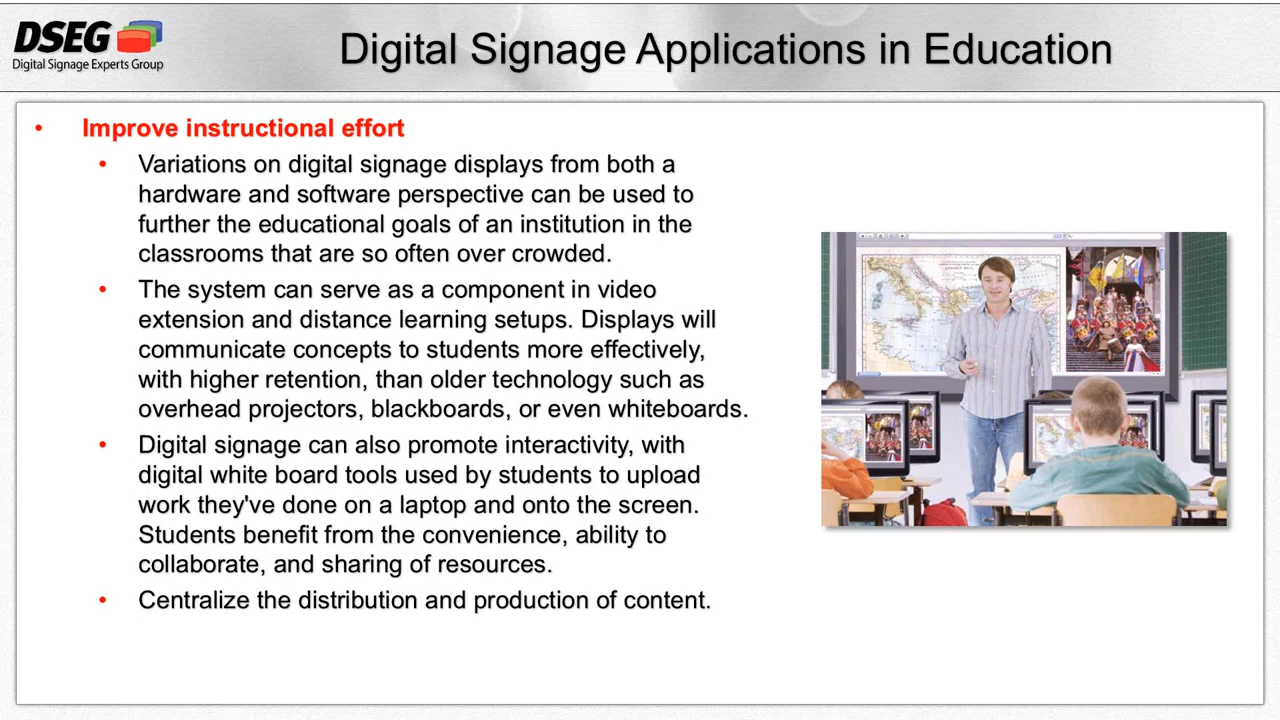 DSEG
Digital Signage Experts Group
Digital Signage Applications in Education
• Improve instructional effort
• Variations on digital signage displays from both a
hardware and software perspective can be used to
further the educational goals of an institution in the
classrooms that are so often over crowded.
• The system can serve as a component in video
extension and distance learning setups. Displays will
communicate concepts to students more effectively,
with higher retention, than older technology such as
overhead projectors, blackboards, or even whiteboards.
• Digital signage can also promote interactivity, with
digital white board tools used by students to upload
work they've done on a laptop and onto the screen.
Students benefit from the convenience, ability to
collaborate, and sharing of resources.
• Centralize the distribution and production of content.